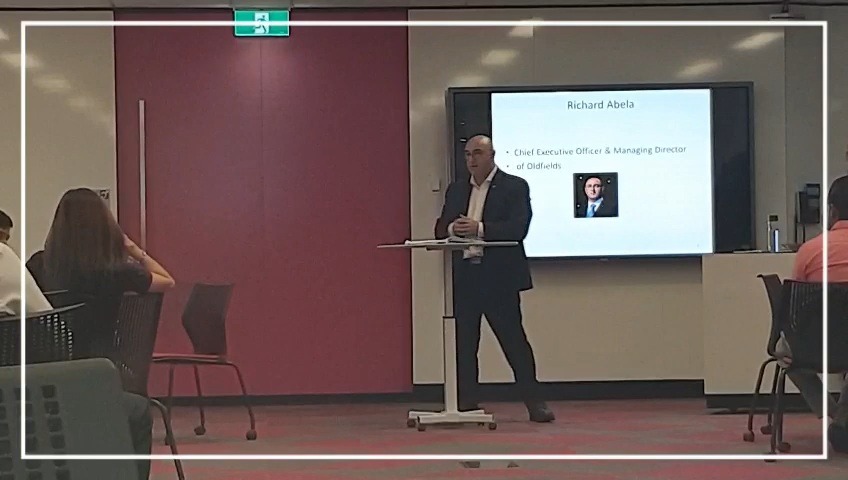 Richard Abela
• Chief Executive Officer & Managing Director
• of Oldfields